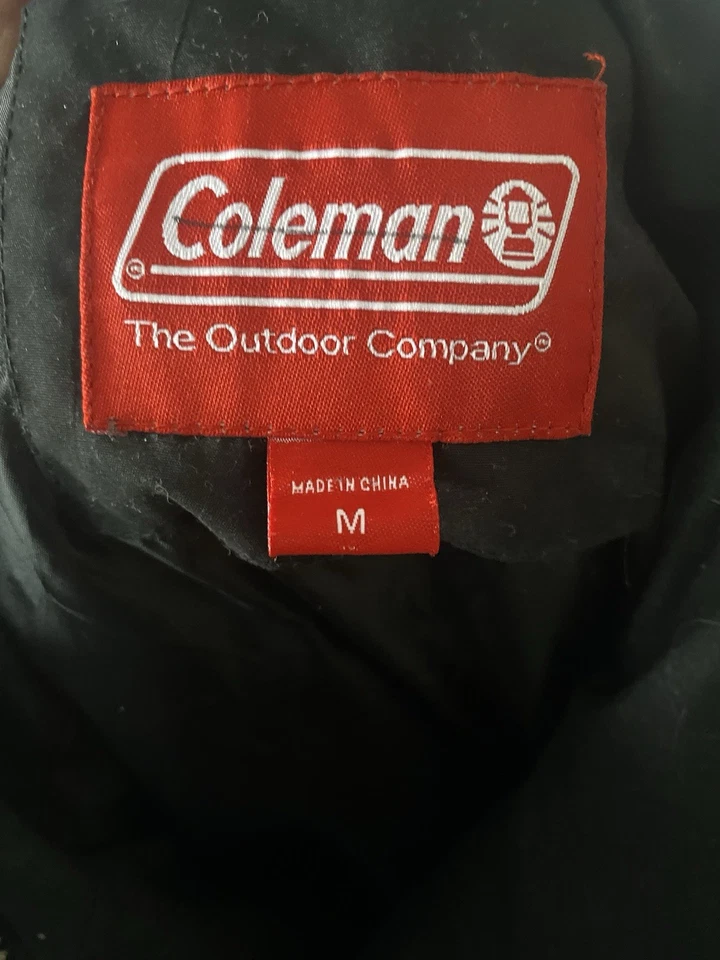 Coleman
®
The Outdoor Company®
MADE IN CHINA
M